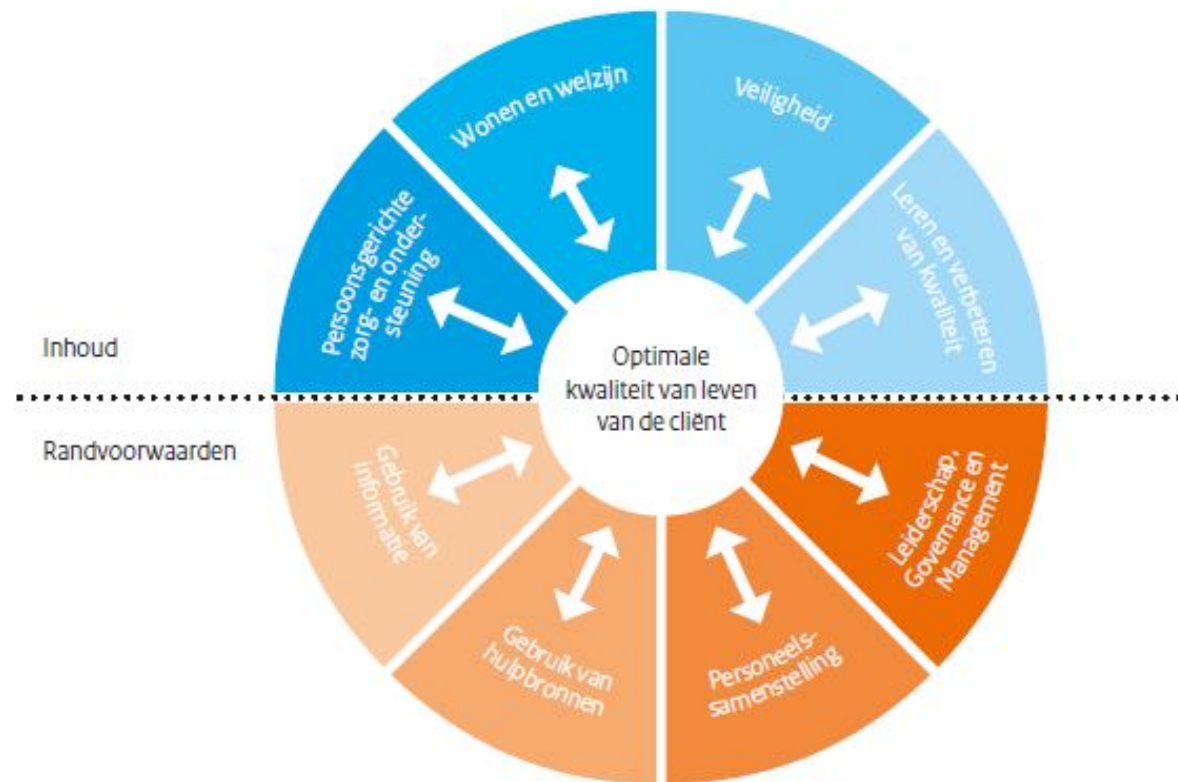 Wonen en welzijn
Veiligheid
Persoonsgerichte
zorg- en onder-
steuning
Leren en verbeteren
van kwaliteit
Inhoud
Optimale
kwaliteit van leven
van de cliënt
Randvoorwaarden
Gebruik van
informatie
Leiderschap,
Governance en
Management
Gebruik van
hulpbronnen
Personeels-
samenstelling